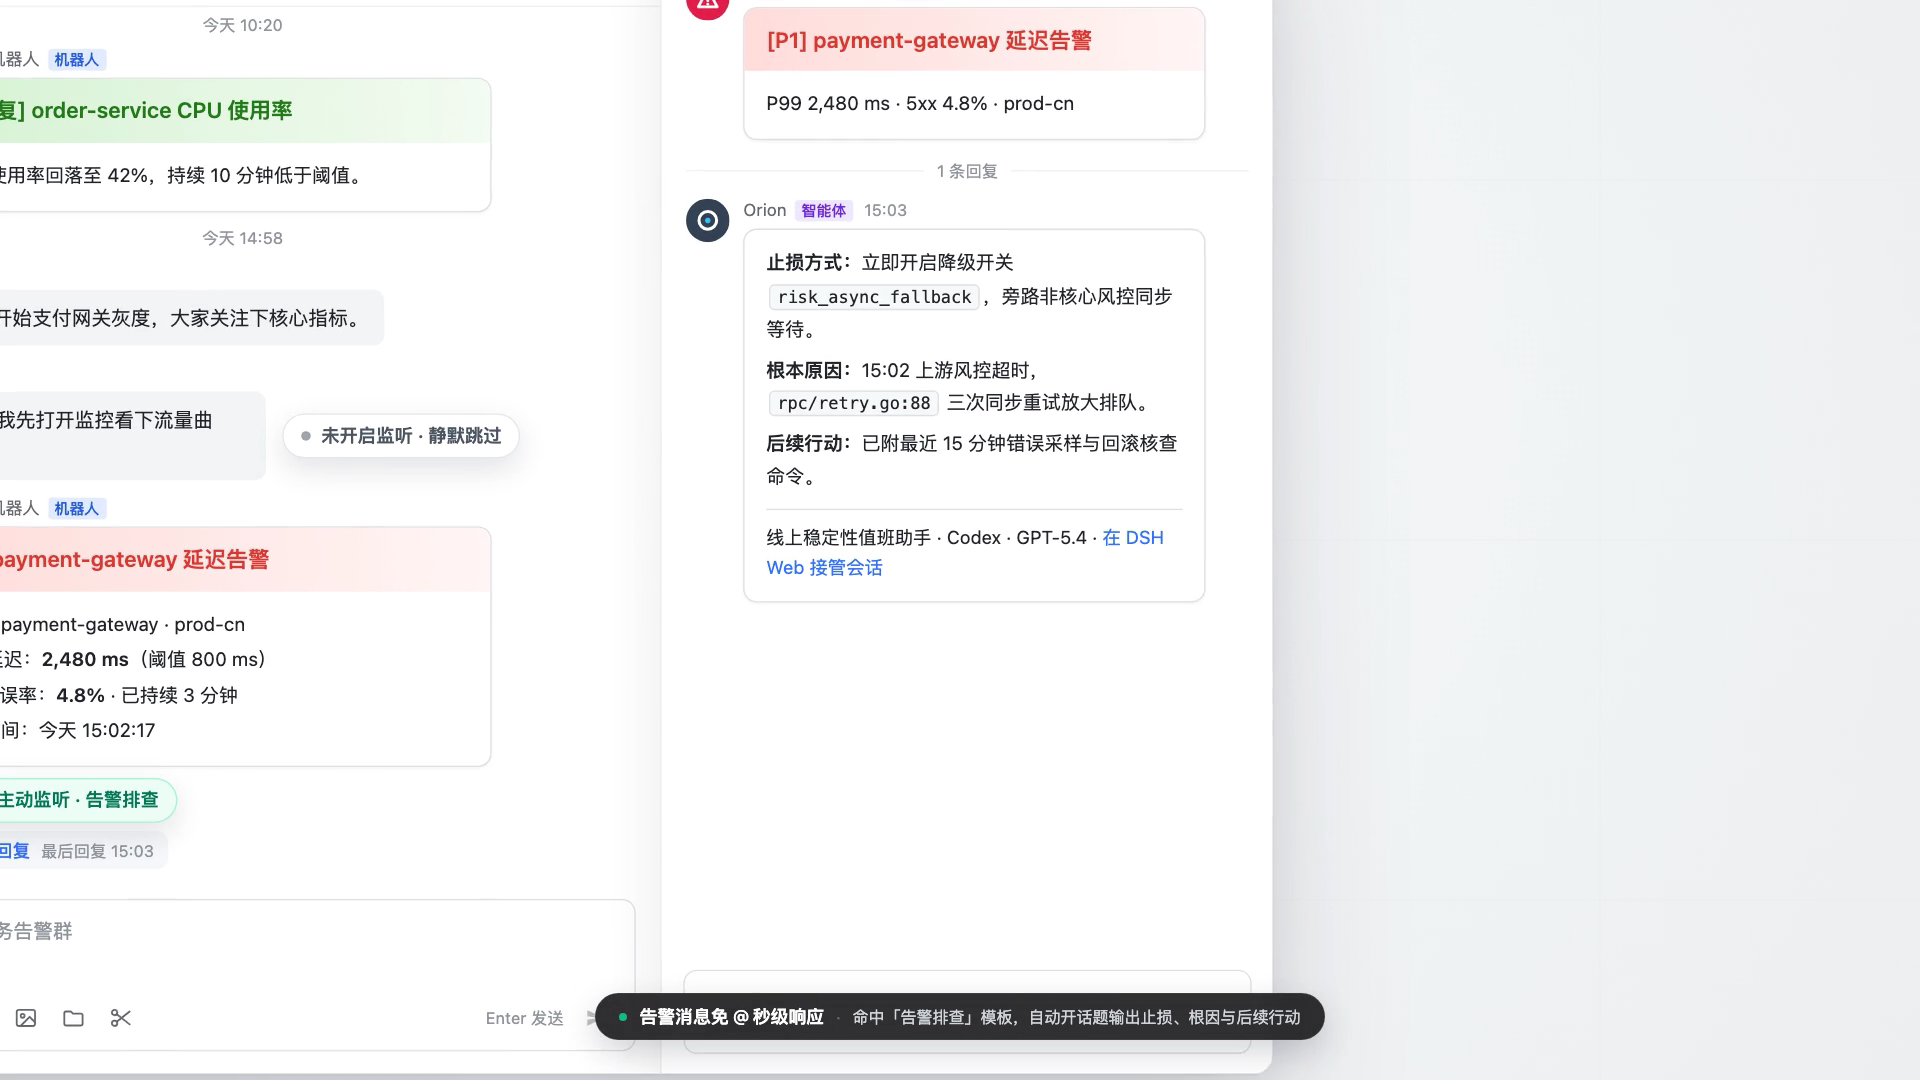 今天 10:20
机器人 机器人
复] order-service CPU 使用率
使用率回落至 42%，持续 10 分钟低于阈值。
今天 14:58
开始支付网关灰度，大家关注下核心指标。
我先打开监控看下流量曲
未开启监听 · 静默跳过
机器人 机器人
payment-gateway 延迟告警
payment-gateway · prod-cn
延迟：2,480 ms（阈值 800 ms）
误率：4.8% · 已持续 3 分钟
间：今天 15:02:17
主动监听 · 告警排查
回复 最后回复 15:03
务告警群
Enter 发送
[P1] payment-gateway 延迟告警
P99 2,480 ms · 5xx 4.8% · prod-cn
1 条回复
Orion 智能体 15:03
止损方式：立即开启降级开关
risk_async_fallback，旁路非核心风控同步
等待。
根本原因：15:02 上游风控超时，
rpc/retry.go:88 三次同步重试放大排队。
后续行动：已附最近 15 分钟错误采样与回滚核查
命令。
线上稳定性值班助手 · Codex · GPT-5.4 · 在 DSH
Web 接管会话
告警消息免 @ 秒级响应 · 命中「告警排查」模板，自动开话题输出止损、根因与后续行动